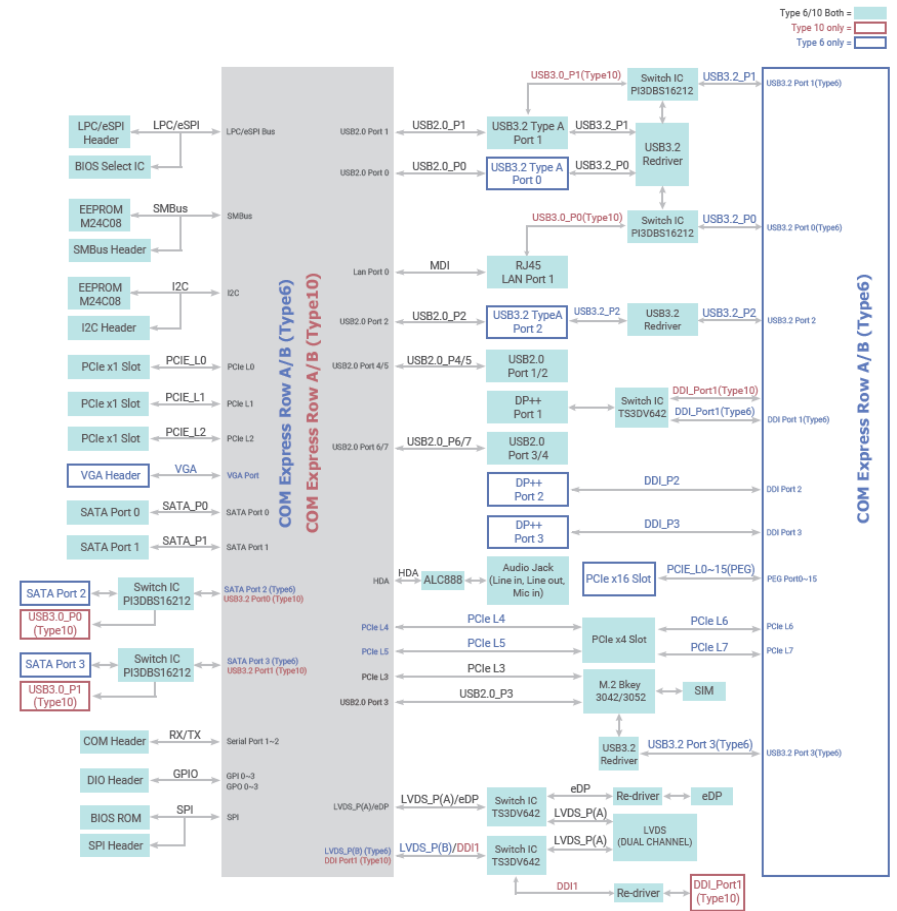 Type 6/10 Both =
Type 10 only =
Type 6 only =
USB3.0_P1(Type10)
Switch IC
PI3DBS16212
USB3.2_P1
USB3.2 Port 1(Type6)
LPC/eSPI
Header
LPC/eSPI
LPC/eSPI Bus
USB2.0 Port 1
USB2.0_P1
USB3.2 Type A
Port 1
USB3.2_P1
USB3.2
Redriver
BIOS Select IC
USB2.0 Port 0
USB2.0_P0
USB3.2 Type A
Port 0
USB3.2_P0
EEPROM
M24C08
SMBus
SMBus
USB3.0_P0(Type10)
Switch IC
PI3DBS16212
USB3.2_P0
USB3.2 Port 0(Type6)
SMBus Header
Lan Port 0
MDI
RJ45
LAN Port 1
EEPROM
M24C08
I2C
I2C
I2C Header
USB2.0 Port 2
USB2.0_P2
USB3.2 TypeA
Port 2
USB3.2_P2
USB3.2
Redriver
USB3.2_P2
USB3.2 Port 2
COM Express Row A/B (Type6)
COM Express Row A/B (Type10)
COM Express Row A/B (Type6)
PCIe x1 Slot
PCIE_L0
PCIe L0
USB2.0 Port 4/5
USB2.0_P4/5
USB2.0
Port 1/2
PCIe x1 Slot
PCIE_L1
PCIe L1
DP++
Port 1
Switch IC
TS3DV642
DDI_Port1(Type10)
DDI_Port1(Type6)
DDI Port 1(Type6)
PCIe x1 Slot
PCIE_L2
PCIe L2
USB2.0 Port 6/7
USB2.0_P6/7
USB2.0
Port 3/4
VGA Header
VGA
VGA Port
DP++
Port 2
DDI_P2
DDI Port 2
SATA Port 0
SATA_P0
SATA Port 0
DP++
Port 3
DDI_P3
DDI Port 3
SATA Port 1
SATA_P1
SATA Port 1
HDA
HDA
ALC888
Audio Jack
(Line in, Line out,
Mic in)
PCIe x16 Slot
PCIE_L0~15(PEG)
PEG Port0~15
SATA Port 2
Switch IC
PI3DBS16212
SATA Port 2 (Type6)
USB3.2 Port0 (Type10)
USB3.0_P0
(Type10)
PCIe L4
PCIe L4
PCIe x4 Slot
PCIe L6
PCIe L6
PCIe L5
PCIe L5
PCIe L7
PCIe L7
SATA Port 3
Switch IC
PI3DBS16212
SATA Port 3 (Type6)
USB3.2 Port1 (Type10)
USB3.0_P1
(Type10)
PCIe L3
PCIe L3
M.2 Bkey
3042/3052
SIM
USB2.0 Port 3
USB2.0_P3
COM Header
RX/TX
Serial Port 1~2
USB3.2
Redriver
USB3.2 Port 3(Type6)
USB3.2 Port 3(Type6)
DIO Header
GPIO
GPI 0~3
GPO 0~3
BIOS ROM
SPI
SPI
SPI Header
LVDS_P(A)/eDP
LVDS_P(A)/eDP
Switch IC
TS3DV642
eDP
Re-driver
eDP
LVDS_P(A)
LVDS
(DUAL CHANNEL)
LVDS_P(B) (Type6)
DDI Port1 (Type10)
LVDS_P(B)/DDI1
Switch IC
TS3DV642
LVDS_P(A)
DDI1
Re-driver
DDI_Port1
(Type10)